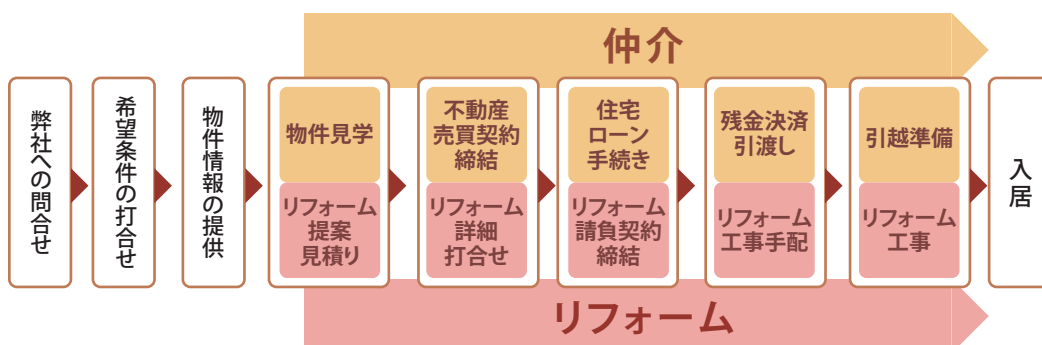 仲介
弊社への問合せ
希望条件の打合せ
物件情報の提供
物件見学
リフォーム
提案
見積り
不動産
売買契約
締結
リフォーム
詳細
打合せ
住宅
ローン
手続き
リフォーム
請負契約
締結
残金決済
引渡し
リフォーム
工事手配
引越準備
リフォーム
工事
入居
リフォーム